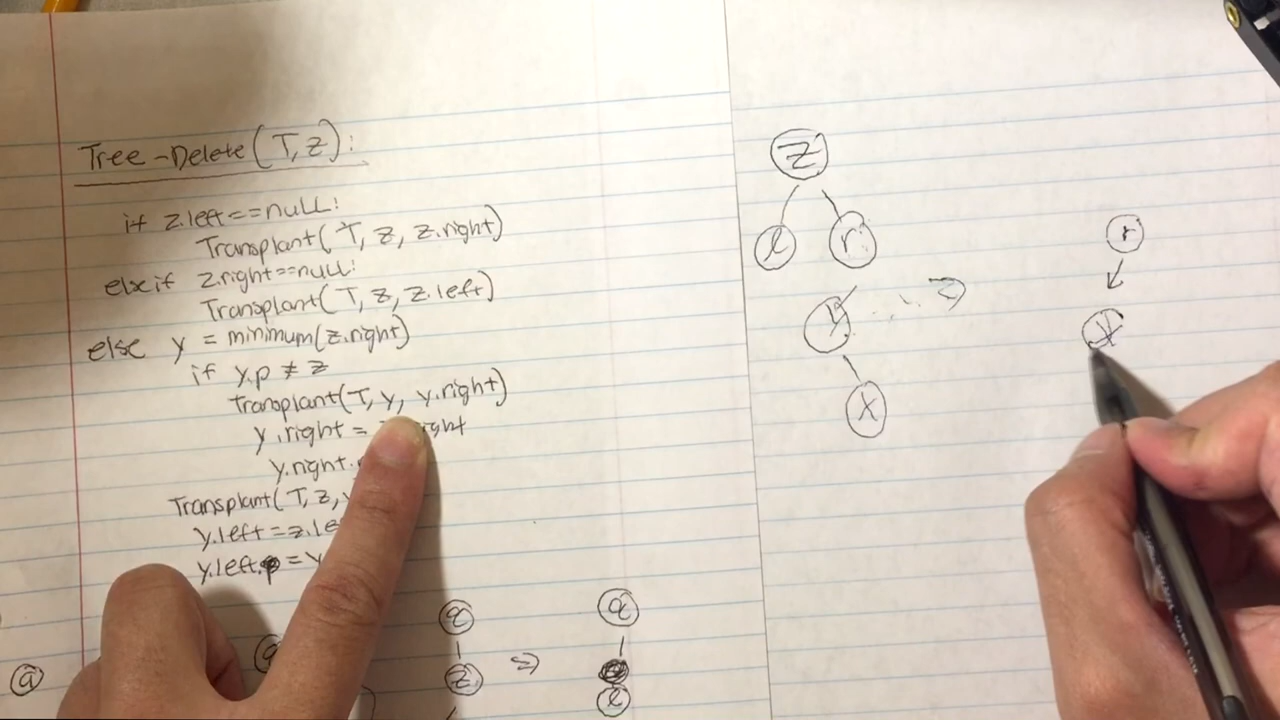 Tree-Delete(T,z):
if z.left==null:
Transplant(T, z, z.right)
elseif z.right==null:
Transplant(T, z, z.left)
else y = minimum(z.right)
if y.p ≠ z
Transplant(T, y, y.right)
y.right = ight
y.right.
Transplant(T, z, y
y.left = z.le
y.left.p = y
z
l r
y
x
r
x
q q
a z
l